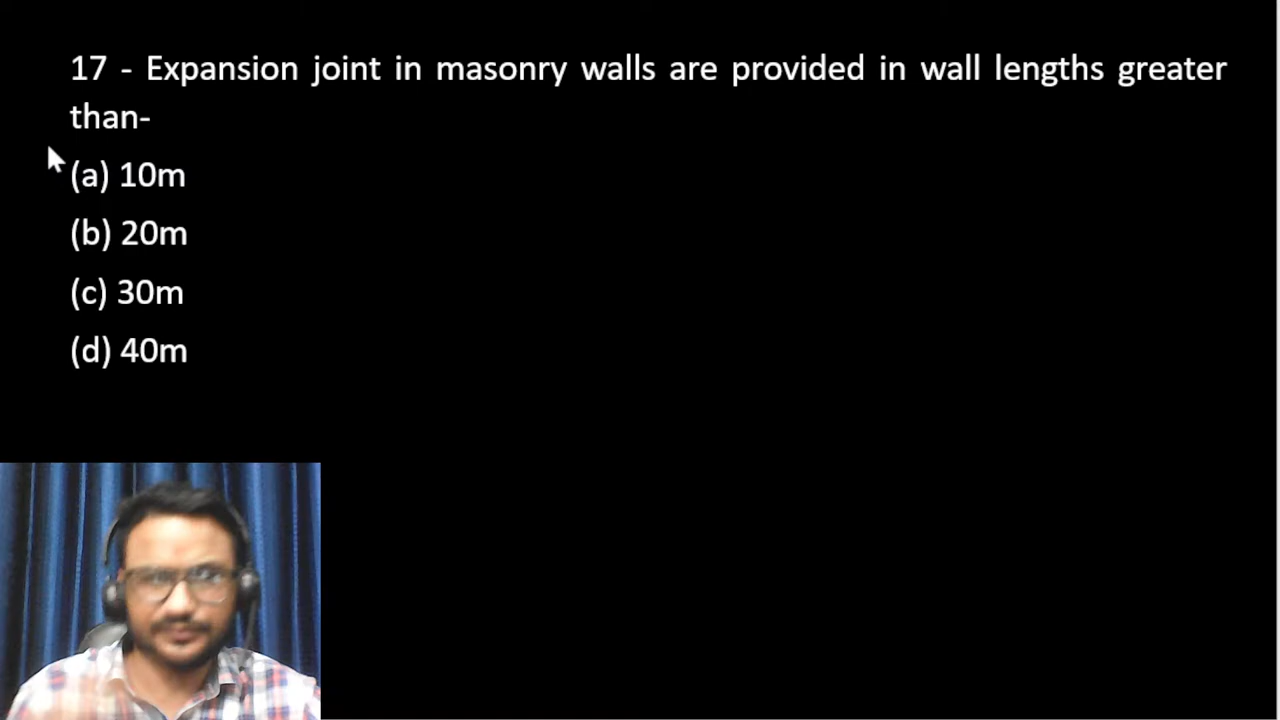 17 - Expansion joint in masonry walls are provided in wall lengths greater
than-
(a) 10m
(b) 20m
(c) 30m
(d) 40m